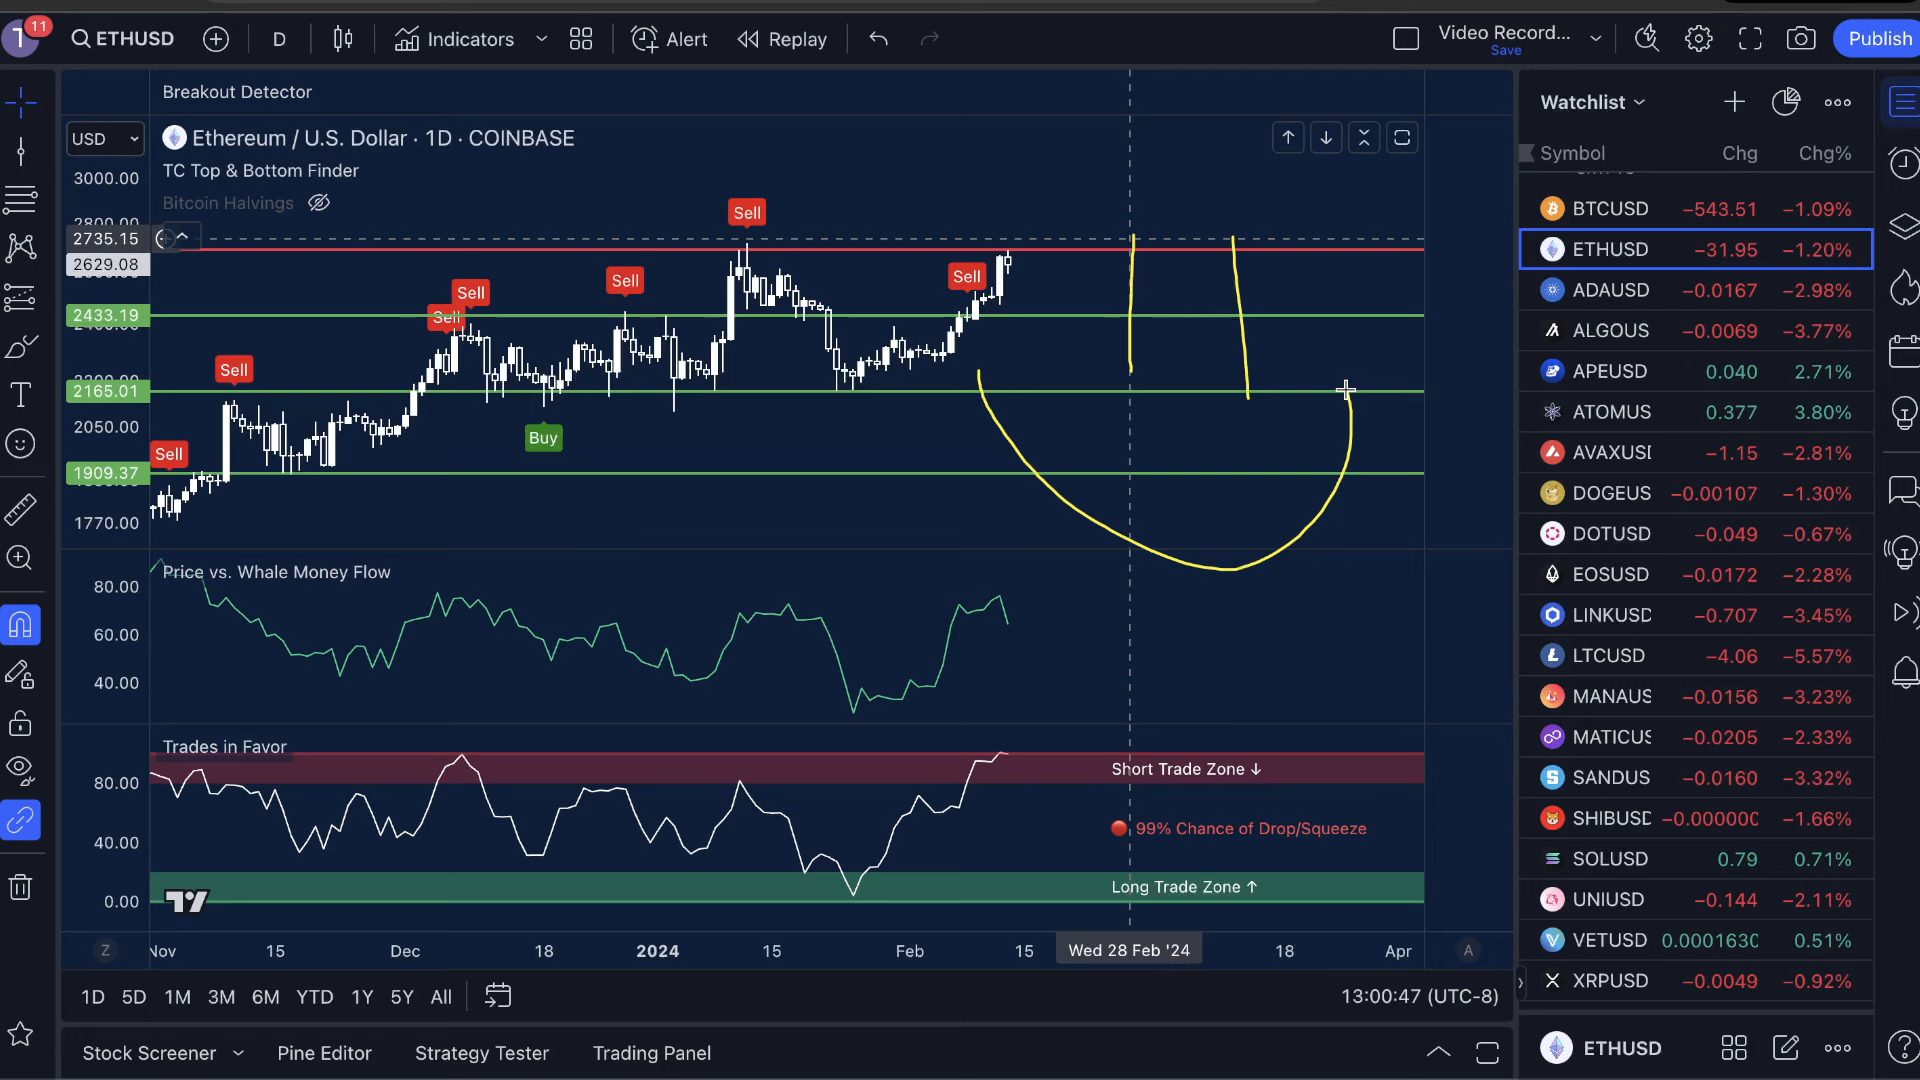 T 11 ETHUSD D Indicators Alert Replay Video Record... Save Publish
Breakout Detector
USD Ethereum / U.S. Dollar · 1D · COINBASE
TC Top & Bottom Finder
Bitcoin Halvings
3000.00
2735.15
2629.08
2433.19
2165.01
2050.00
1909.37
1770.00
Sell
Sell
Sell
Sell
Sell
Sell
Sell
Buy
Price vs. Whale Money Flow
80.00
60.00
40.00
Trades in Favor
80.00
40.00
0.00
Short Trade Zone ↓
99% Chance of Drop/Squeeze
Long Trade Zone ↑
Z Nov 15 Dec 18 2024 15 Feb 15 Wed 28 Feb '24 18 Apr A
1D 5D 1M 3M 6M YTD 1Y 5Y All 13:00:47 (UTC-8)
Stock Screener Pine Editor Strategy Tester Trading Panel
Watchlist
Symbol Chg Chg%
BTCUSD −543.51 −1.09%
ETHUSD −31.95 −1.20%
ADAUSD −0.0167 −2.98%
ALGOUS −0.0069 −3.77%
APEUSD 0.040 2.71%
ATOMUS 0.377 3.80%
AVAXUSI −1.15 −2.81%
DOGEUS −0.00107 −1.30%
DOTUSD −0.049 −0.67%
EOSUSD −0.0172 −2.28%
LINKUSD −0.707 −3.45%
LTCUSD −4.06 −5.57%
MANAUS −0.0156 −3.23%
MATICUS −0.0205 −2.33%
SANDUS −0.0160 −3.32%
SHIBUSD −0.000000 −1.66%
SOLUSD 0.79 0.71%
UNIUSD −0.144 −2.11%
VETUSD 0.0001630 0.51%
XRPUSD −0.0049 −0.92%
ETHUSD